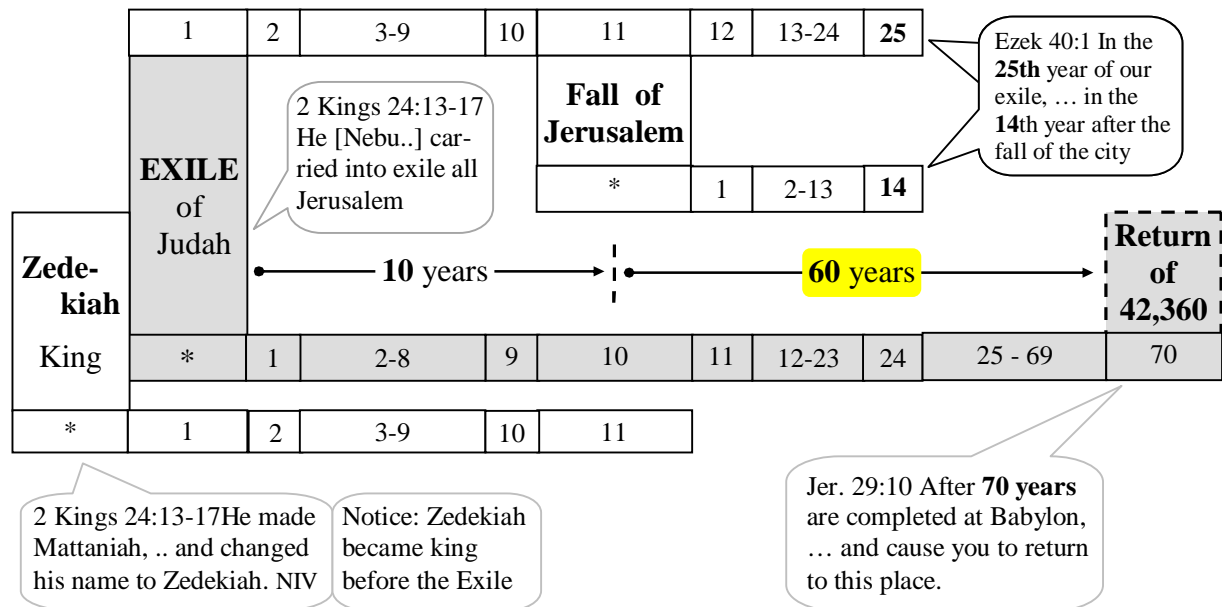 1 2 3-9 10 11 12 13-24 25
Ezek 40:1 In the
25th year of our
exile, … in the
14th year after the
fall of the city
2 Kings 24:13-17
He [Nebu..] car-
ried into exile all
Jerusalem
Fall of
Jerusalem
* 1 2-13 14
EXILE
of
Judah
Zede-
kiah
King
10 years
60 years
Return
of
42,360
* 1 2-8 9 10 11 12-23 24 25 - 69 70
* 1 2 3-9 10 11
2 Kings 24:13-17He made
Mattaniah, .. and changed
his name to Zedekiah. NIV
Notice: Zedekiah
became king
before the Exile
Jer. 29:10 After 70 years
are completed at Babylon,
… and cause you to return
to this place.